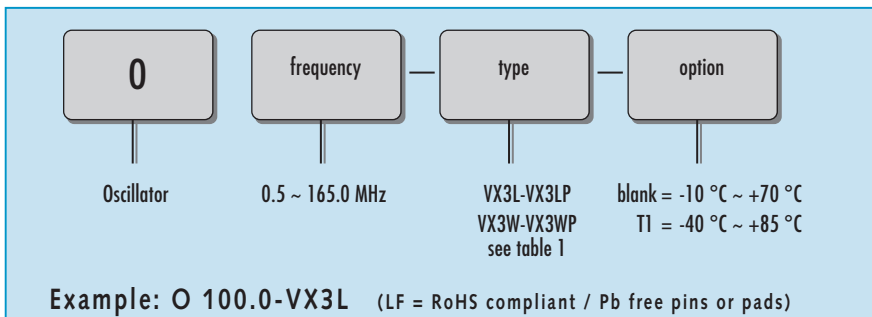 O
frequency
type
option
Oscillator
0.5 ~ 165.0 MHz
VX3L-VX3LP
VX3W-VX3WP
see table 1
blank = -10 °C ~ +70 °C
T1 = -40 °C ~ +85 °C
Example: O 100.0-VX3L (LF = RoHS compliant / Pb free pins or pads)